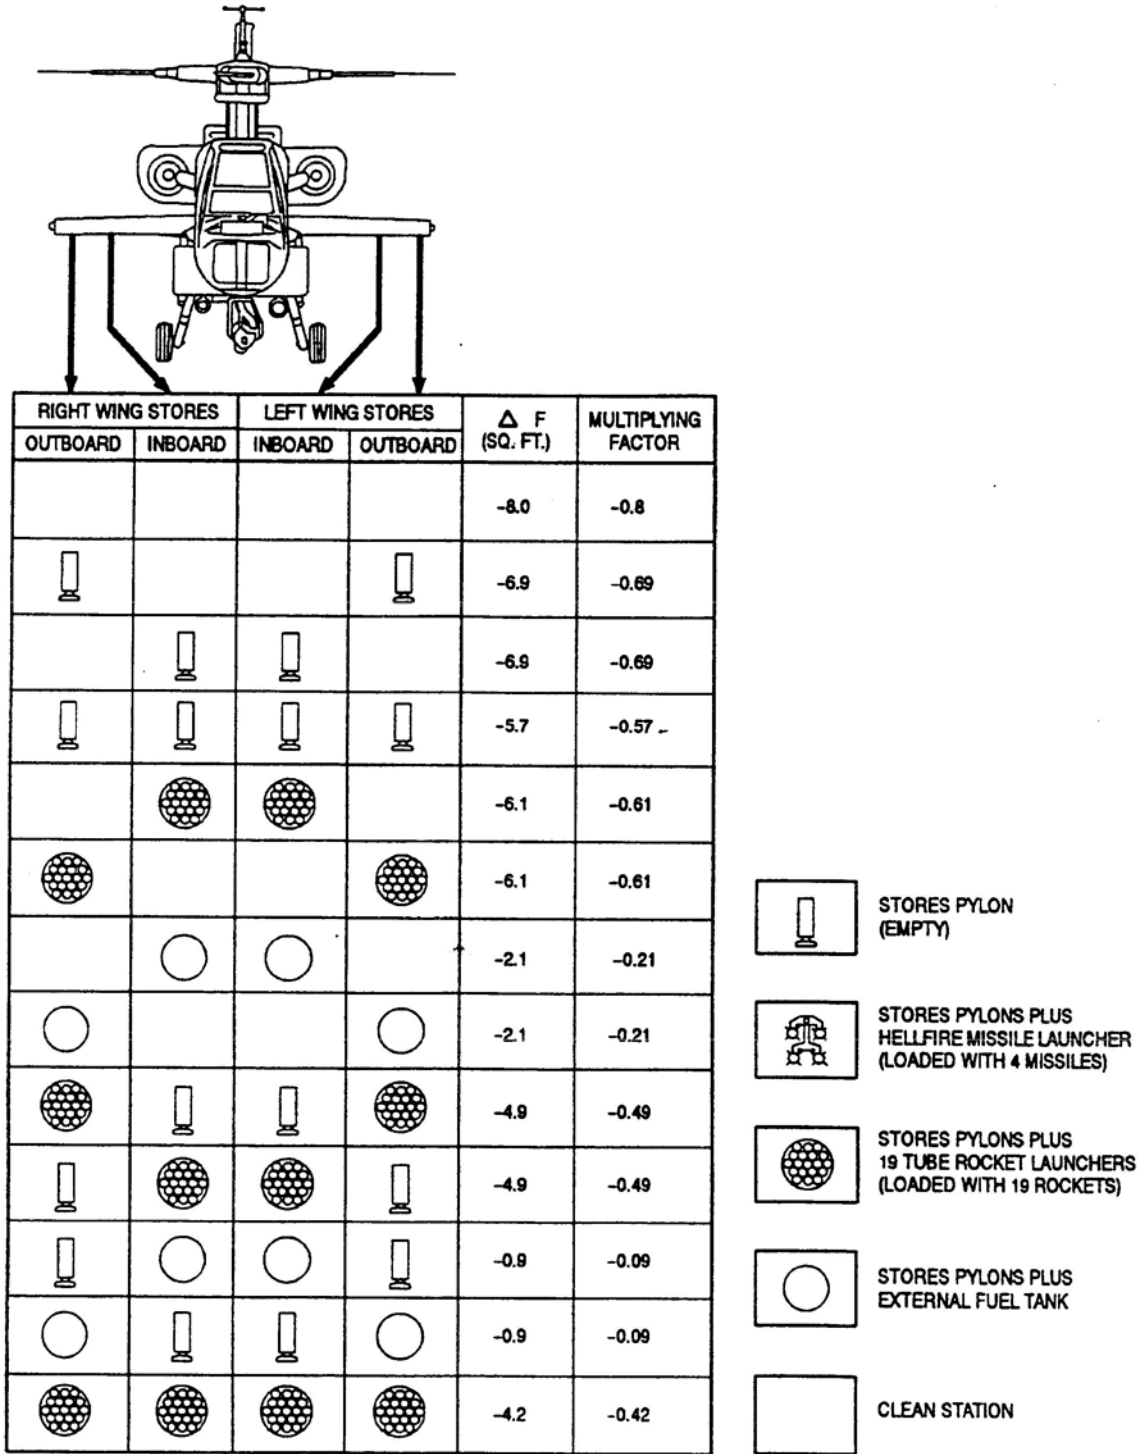 RIGHT WING STORES LEFT WING STORES Δ F (SQ. FT.) MULTIPLYING FACTOR
OUTBOARD INBOARD INBOARD OUTBOARD
-8.0 -0.8
-6.9 -0.69
-6.9 -0.69
-5.7 -0.57
-6.1 -0.61
-6.1 -0.61
-2.1 -0.21
-2.1 -0.21
-4.9 -0.49
-4.9 -0.49
-0.9 -0.09
-0.9 -0.09
-4.2 -0.42
STORES PYLON
(EMPTY)
STORES PYLONS PLUS
HELLFIRE MISSILE LAUNCHER
(LOADED WITH 4 MISSILES)
STORES PYLONS PLUS
19 TUBE ROCKET LAUNCHERS
(LOADED WITH 19 ROCKETS)
STORES PYLONS PLUS
EXTERNAL FUEL TANK
CLEAN STATION